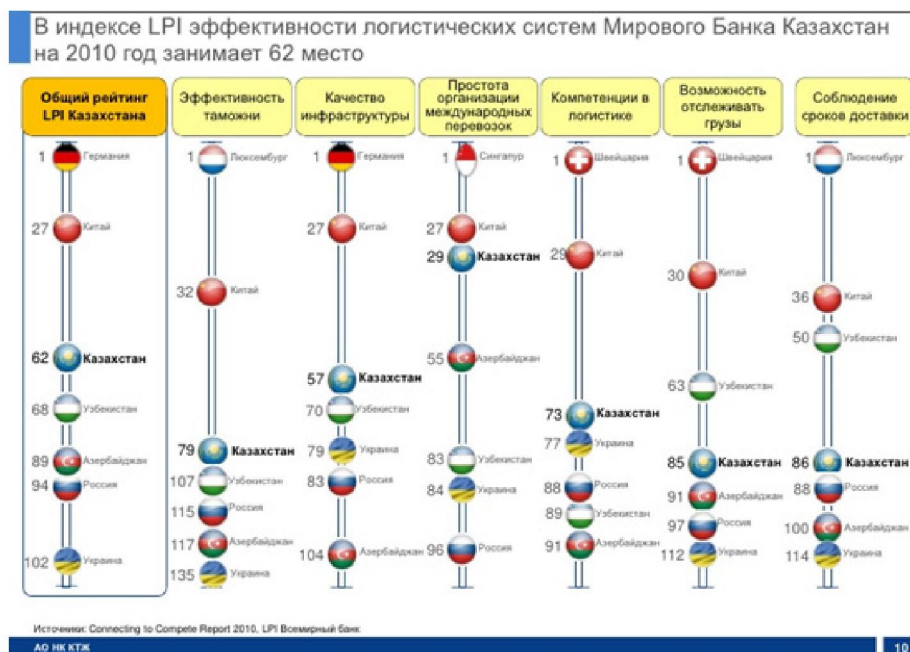 В индексе LPI эффективности логистических систем Мирового Банка Казахстан
на 2010 год занимает 62 место
Общий рейтинг
LPI Казахстана
1 Германия
27 Китай
62 Казахстан
68 Узбекистан
89 Азербайджан
94 Россия
102 Украина
Эффективность
таможни
1 Люксембург
32 Китай
79 Казахстан
107 Узбекистан
115 Россия
117 Азербайджан
135 Украина
Качество
инфраструктуры
1 Германия
27 Китай
57 Казахстан
70 Узбекистан
79 Украина
83 Россия
104 Азербайджан
Простота
организации
международных
перевозок
1 Сингапур
27 Китай
29 Казахстан
55 Азербайджан
83 Узбекистан
84 Украина
96 Россия
Компетенции в
логистике
1 Швейцария
29 Китай
73 Казахстан
77 Украина
88 Россия
89 Узбекистан
91 Азербайджан
Возможность
отслеживать
грузы
1 Швейцария
30 Китай
63 Узбекистан
85 Казахстан
91 Азербайджан
97 Россия
112 Украина
Соблюдение
сроков доставки
1 Люксембург
36 Китай
50 Узбекистан
86 Казахстан
88 Россия
100 Азербайджан
114 Украина
Источники: Connecting to Compete Report 2010, LPI Всемирный банк
АО НК КТЖ
10